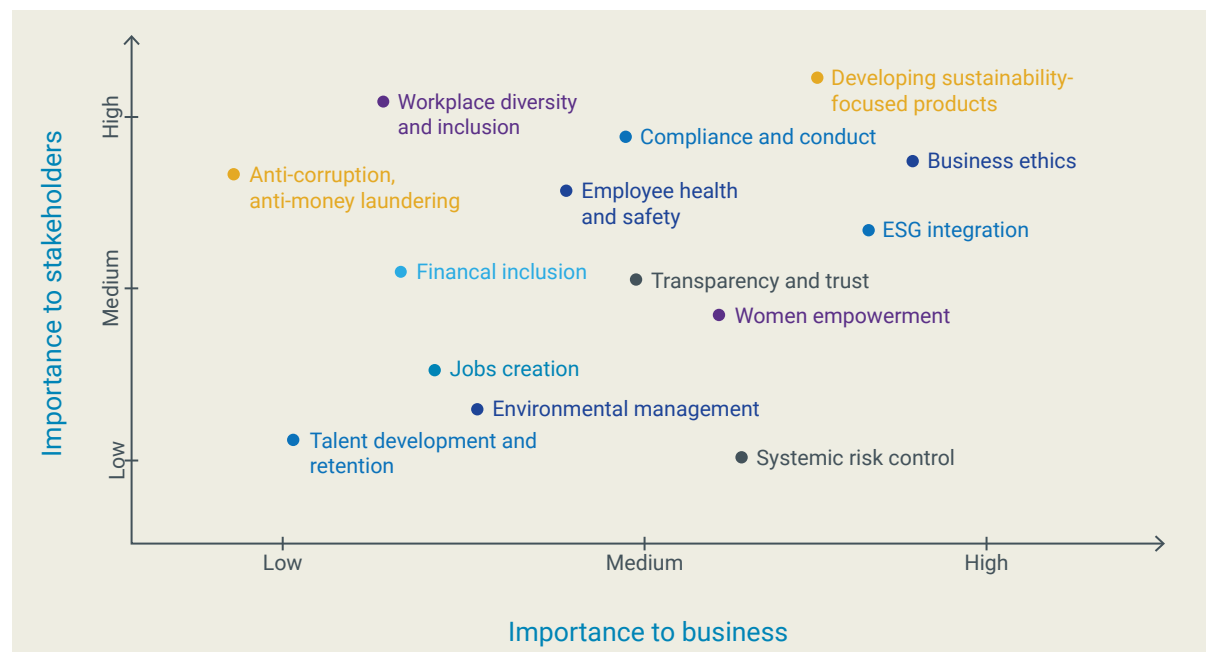 Importance to stakeholders
High
Medium
Low
Developing sustainability-
focused products
Workplace diversity
and inclusion
Compliance and conduct
Business ethics
Anti-corruption,
anti-money laundering
Employee health
and safety
ESG integration
Financal inclusion
Transparency and trust
Women empowerment
Jobs creation
Environmental management
Talent development and
retention
Systemic risk control
Low
Medium
High
Importance to business